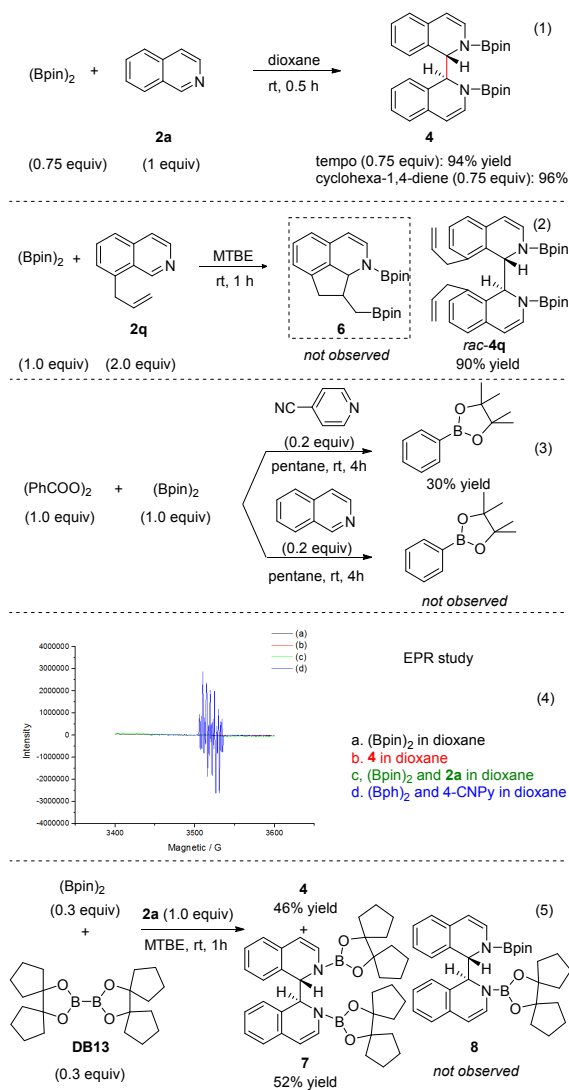 (1)
(Bpin)2 + N dioxane N-Bpin
rt, 0.5 h H H
N-Bpin
2a 4
(0.75 equiv) (1 equiv) tempo (0.75 equiv): 94% yield
cyclohexa-1,4-diene (0.75 equiv): 96%
(2)
(Bpin)2 + N MTBE N Bpin N-Bpin
rt, 1 h H H
Bpin N-Bpin
2q 6 rac-4q
(1.0 equiv) (2.0 equiv) not observed 90% yield
NC N
(0.2 equiv) O B O
pentane, rt, 4h 30% yield
(3)
(PhCOO)2 + (Bpin)2
(1.0 equiv) (1.0 equiv)
N
(0.2 equiv) O B O
pentane, rt, 4h not observed
(a)
(b)
(c)
(d)
4000000
3000000
2000000
1000000
0
-1000000
-2000000
-3000000
-4000000
Intensity
3400 3500 3600
Magnetic / G
EPR study
(4)
a. (Bpin)2 in dioxane
b. 4 in dioxane
c, (Bpin)2 and 2a in dioxane
d. (Bph)2 and 4-CNPy in dioxane
(5)
(Bpin)2
(0.3 equiv) 2a (1.0 equiv) 4
+ MTBE, rt, 1h 46% yield
+
O O B-B O O
DB13
(0.3 equiv)
N-B O O
H H
N-B O O
7
52% yield
N-Bpin
H H
N-B O O
8
not observed